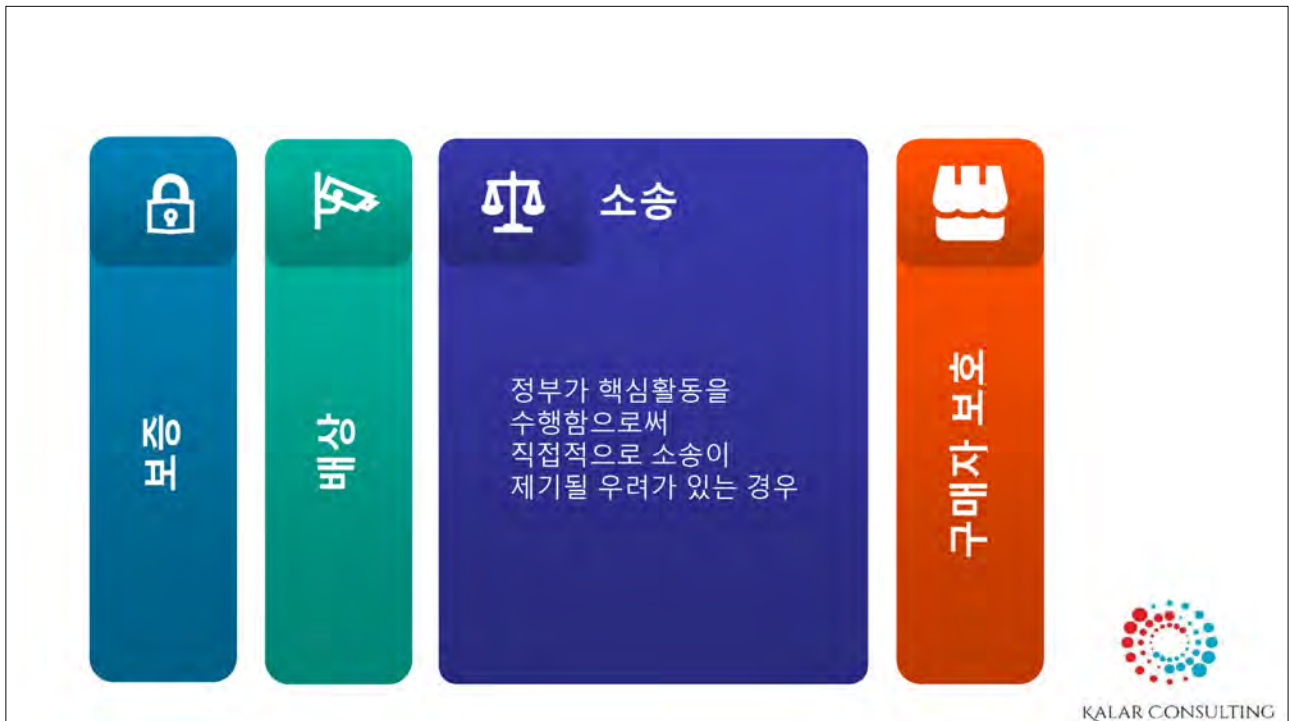 보증
배상
소송
정부가 핵심활동을
수행함으로써
직접적으로 소송이
제기될 우려가 있는 경우
구매자 보호
KALAR CONSULTING